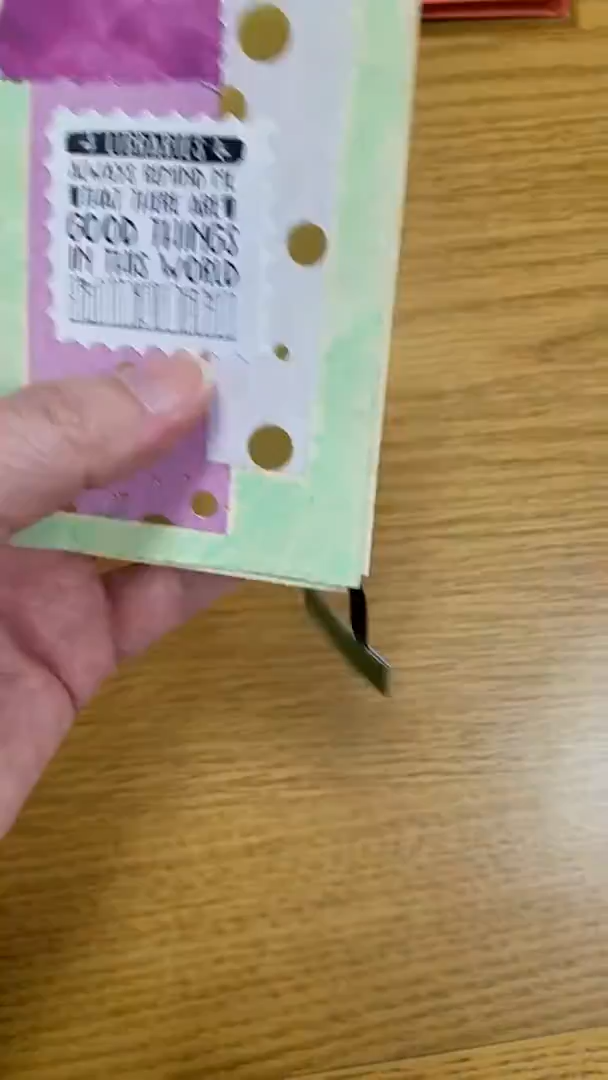 LIBRARIES
ALWAYS REMIND ME
THAT THERE ARE
GOOD THINGS
IN THIS WORLD